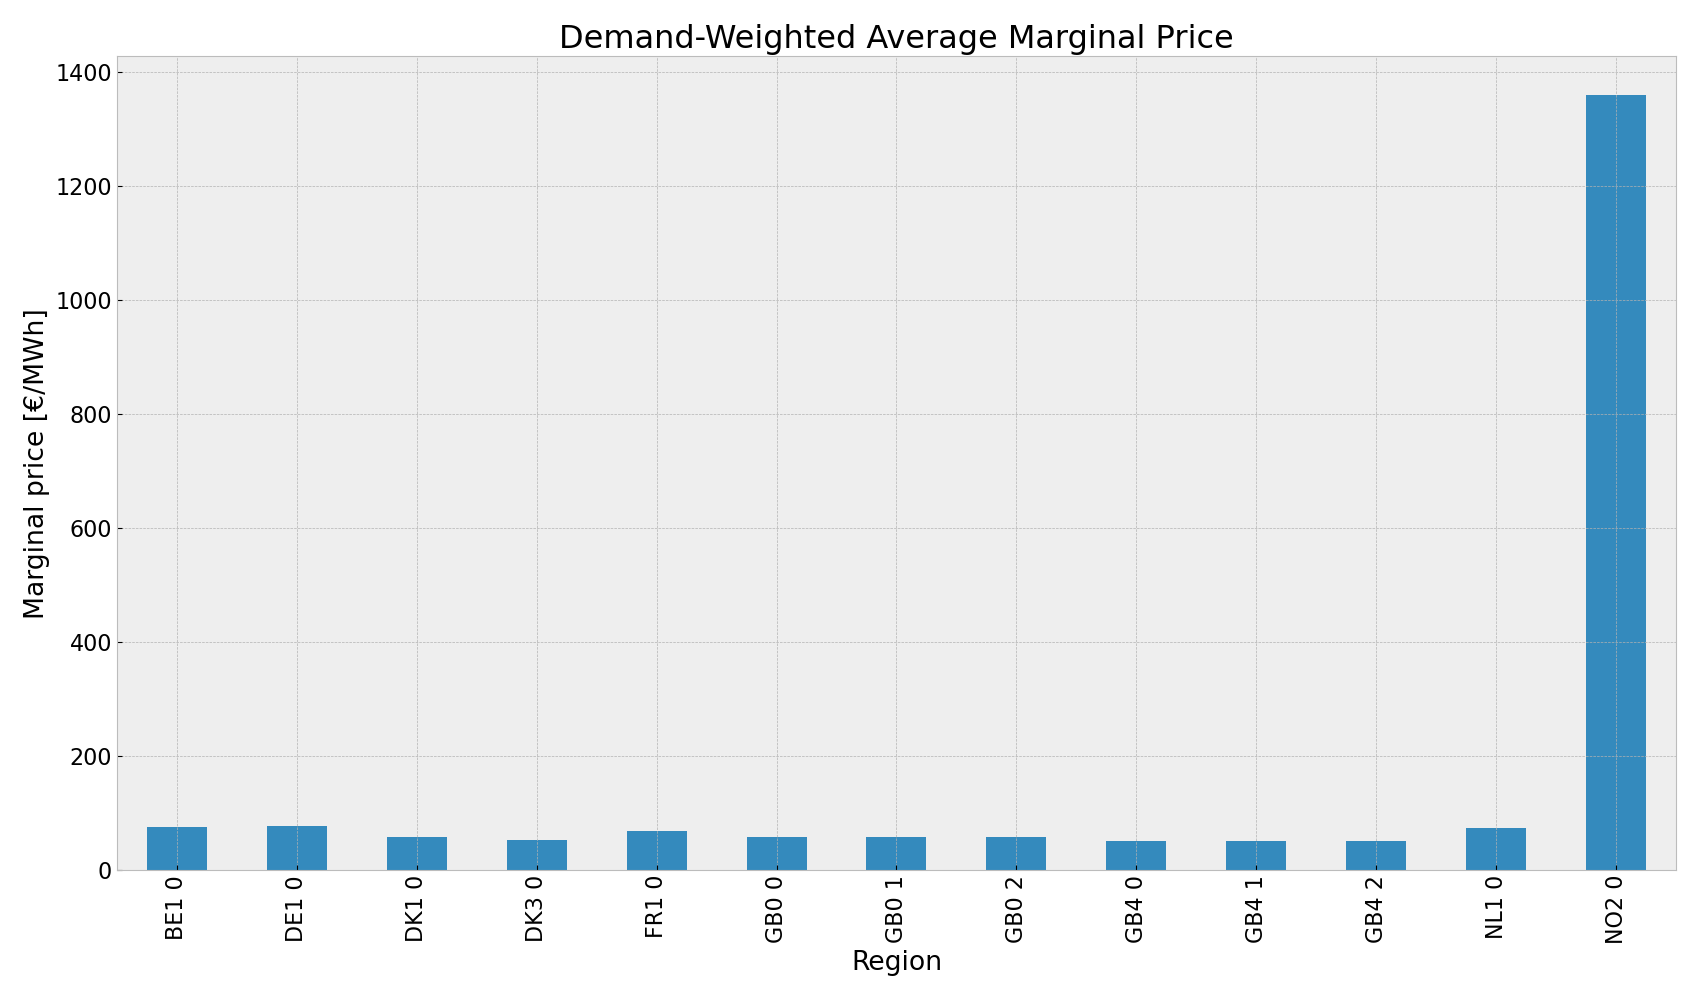 Demand-Weighted Average Marginal Price
Marginal price [€/MWh]
1400
1200
1000
800
600
400
200
0
BE1 0
DE1 0
DK1 0
DK3 0
FR1 0
GB0 0
GB0 1
GB0 2
GB4 0
GB4 1
GB4 2
NL1 0
NO2 0
Region